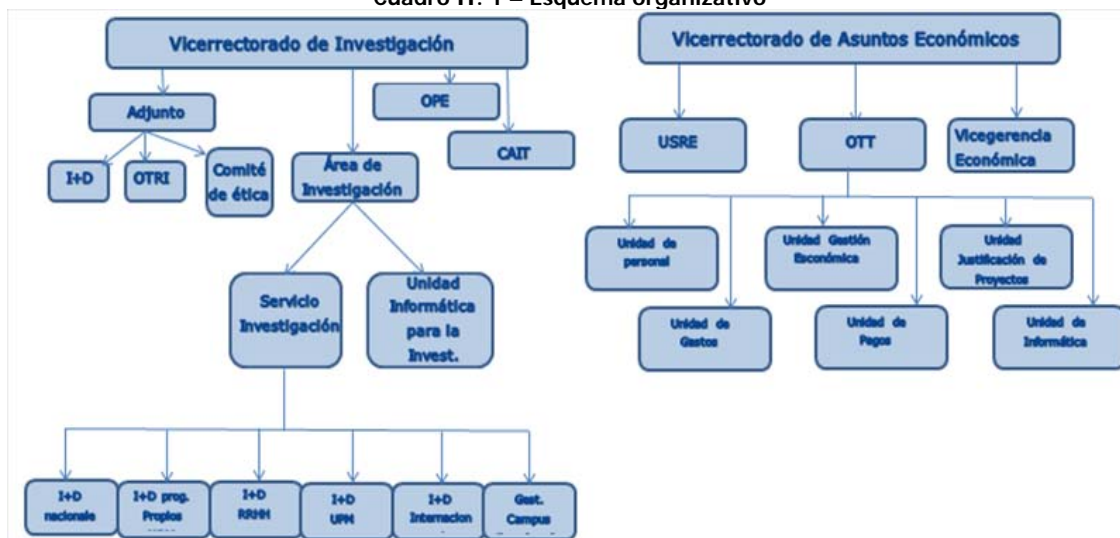 Cuadro II. 1 – Esquema organizativo
Vicerrectorado de Investigación
Adjunto
I+D
OTRI
Comité
de ética
Área de
Investigación
OPE
CAIT
Servicio
Investigación
Unidad
Informática
para la
Invest.
I+D
nacionale
I+D prog.
Propios
I+D
RRHH
I+D
UPM
I+D
Internacion
Gest.
Campus
Vicerrectorado de Asuntos Económicos
USRE
OTT
Vicegerencia
Económica
Unidad de
personal
Unidad Gestión
Esconómica
Unidad
Justificación de
Proyectos
Unidad de
Gastos
Unidad de
Pagos
Unidad de
Informática